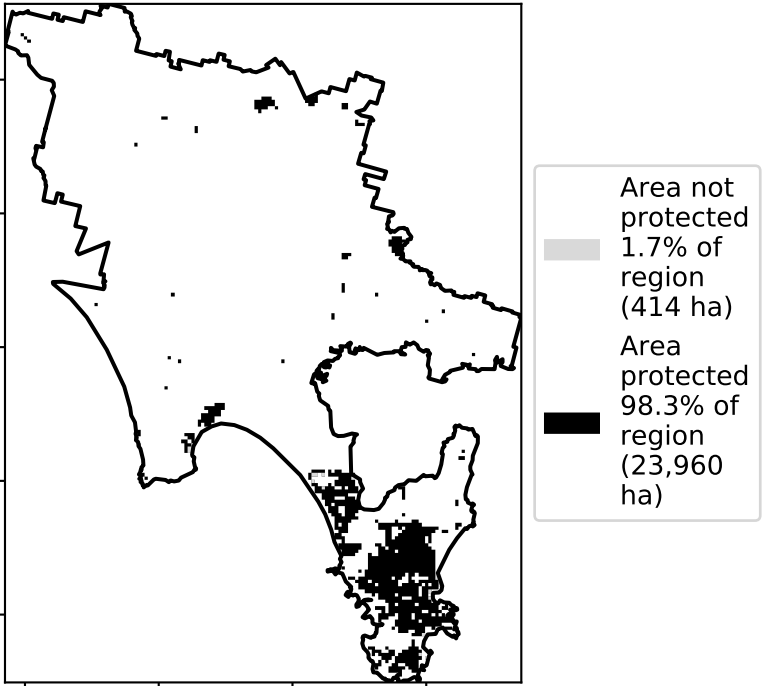 Area not
protected
1.7% of
region
(414 ha)
Area
protected
98.3% of
region
(23,960
ha)